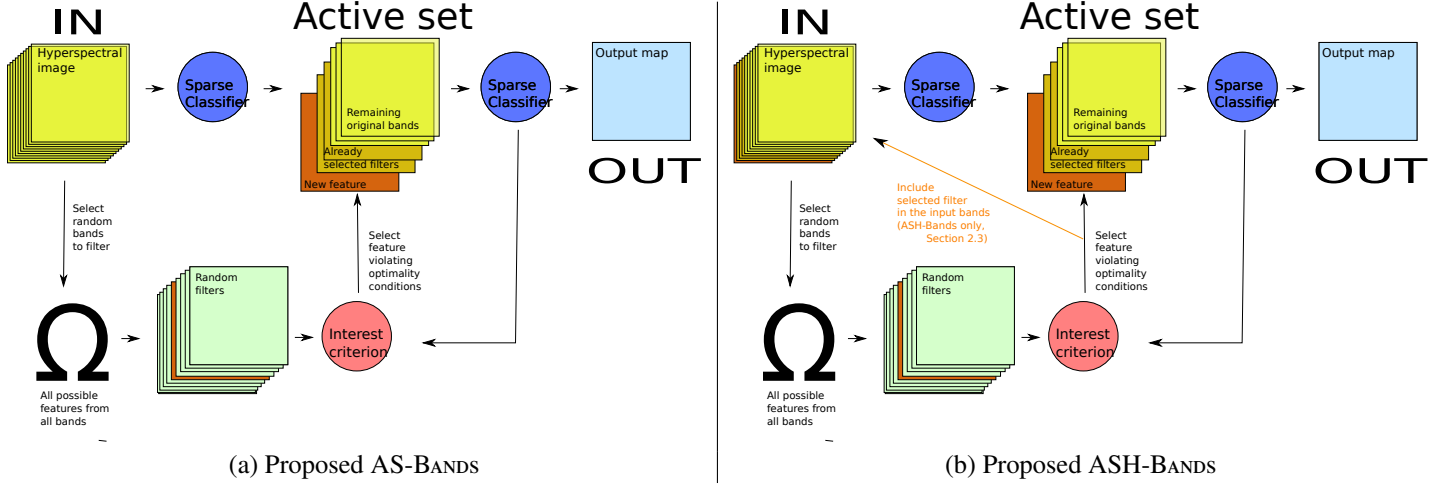 IN
Active set
Hyperspectral
image
Sparse
Classifier
Remaining
original bands
Already
selected filters
New feature
Sparse
Classifier
Output map
OUT
Select
random
bands
to filter
Select
feature
violating
optimality
conditions
Random
filters
Interest
criterion
Ω
All possible
features from
all bands
(a) Proposed AS-BANDS
IN
Active set
Hyperspectral
image
Sparse
Classifier
Remaining
original bands
Already
selected filters
New feature
Sparse
Classifier
Output map
OUT
Include
selected filter
in the input bands
(ASH-Bands only,
Section 2.3)
Select
random
bands
to filter
Select
feature
violating
optimality
conditions
Random
filters
Interest
criterion
Ω
All possible
features from
all bands
(b) Proposed ASH-BANDS